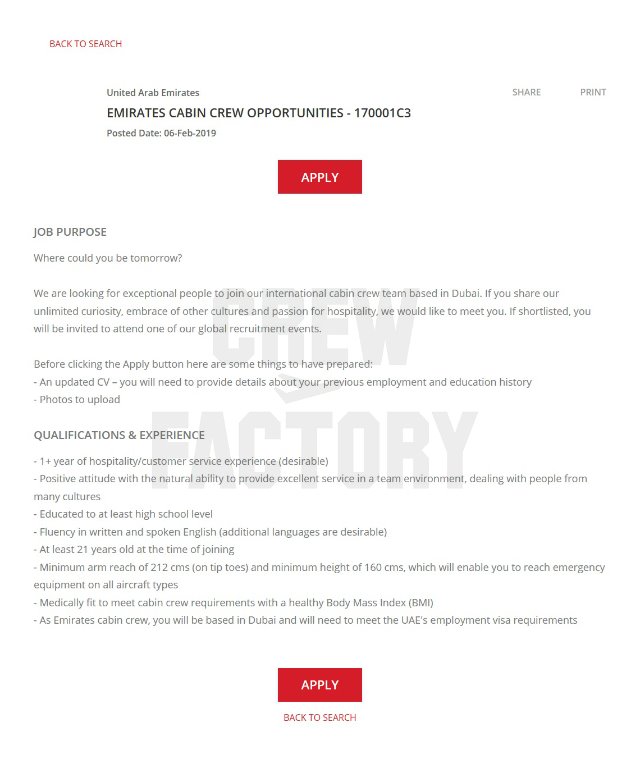 BACK TO SEARCH
United Arab Emirates
SHARE
PRINT
EMIRATES CABIN CREW OPPORTUNITIES - 170001C3
Posted Date: 06-Feb-2019
APPLY
JOB PURPOSE
Where could you be tomorrow?
We are looking for exceptional people to join our international cabin crew team based in Dubai. If you share our
unlimited curiosity, embrace of other cultures and passion for hospitality, we would like to meet you. If shortlisted, you
will be invited to attend one of our global recruitment events.
CREW
Before clicking the Apply button here are some things to have prepared:
- An updated CV – you will need to provide details about your previous employment and education history
- Photos to upload
FACTORY
QUALIFICATIONS & EXPERIENCE
- 1+ year of hospitality/customer service experience (desirable)
- Positive attitude with the natural ability to provide excellent service in a team environment, dealing with people from
many cultures
- Educated to at least high school level
- Fluency in written and spoken English (additional languages are desirable)
- At least 21 years old at the time of joining
- Minimum arm reach of 212 cms (on tip toes) and minimum height of 160 cms, which will enable you to reach emergency
equipment on all aircraft types
- Medically fit to meet cabin crew requirements with a healthy Body Mass Index (BMI)
- As Emirates cabin crew, you will be based in Dubai and will need to meet the UAE's employment visa requirements
APPLY
BACK TO SEARCH